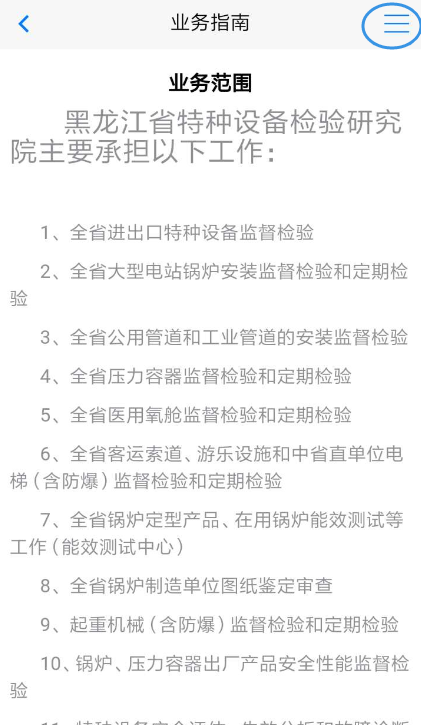 业务指南
业务范围
黑龙江省特种设备检验研究
院主要承担以下工作：
1、全省进出口特种设备监督检验
2、全省大型电站锅炉安装监督检验和定期检
验
3、全省公用管道和工业管道的安装监督检验
4、全省压力容器监督检验和定期检验
5、全省医用氧舱监督检验和定期检验
6、全省客运索道、游乐设施和中省直单位电
梯（含防爆）监督检验和定期检验
7、全省锅炉定型产品、在用锅炉能效测试等
工作（能效测试中心）
8、全省锅炉制造单位图纸鉴定审查
9、起重机械（含防爆）监督检验和定期检验
10、锅炉、压力容器出厂产品安全性能监督检
验